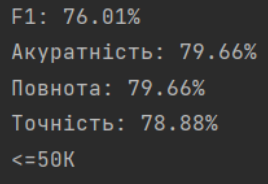 F1: 76.01%
Акуратність: 79.66%
Повнота: 79.66%
Точність: 78.88%
<=50K